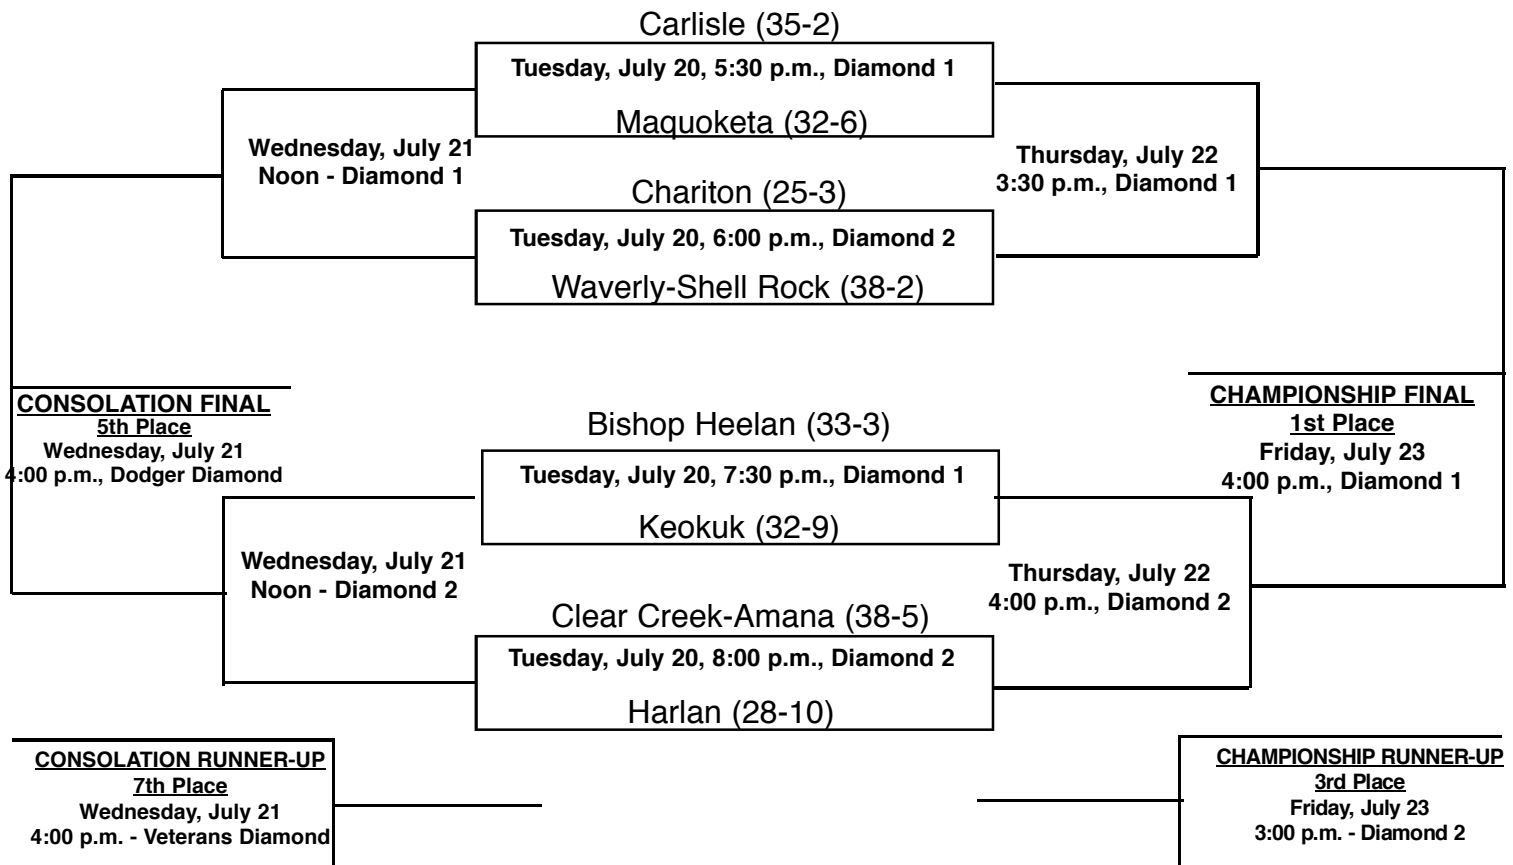 Carlisle (35-2)
Tuesday, July 20, 5:30 p.m., Diamond 1
Maquoketa (32-6)
Wednesday, July 21
Noon - Diamond 1
Thursday, July 22
3:30 p.m., Diamond 1
Chariton (25-3)
Tuesday, July 20, 6:00 p.m., Diamond 2
Waverly-Shell Rock (38-2)
CONSOLATION FINAL
5th Place
Wednesday, July 21
4:00 p.m., Dodger Diamond
CHAMPIONSHIP FINAL
1st Place
Friday, July 23
4:00 p.m., Diamond 1
Bishop Heelan (33-3)
Tuesday, July 20, 7:30 p.m., Diamond 1
Keokuk (32-9)
Wednesday, July 21
Noon - Diamond 2
Thursday, July 22
4:00 p.m., Diamond 2
Clear Creek-Amana (38-5)
Tuesday, July 20, 8:00 p.m., Diamond 2
Harlan (28-10)
CONSOLATION RUNNER-UP
7th Place
Wednesday, July 21
4:00 p.m. - Veterans Diamond
CHAMPIONSHIP RUNNER-UP
3rd Place
Friday, July 23
3:00 p.m. - Diamond 2